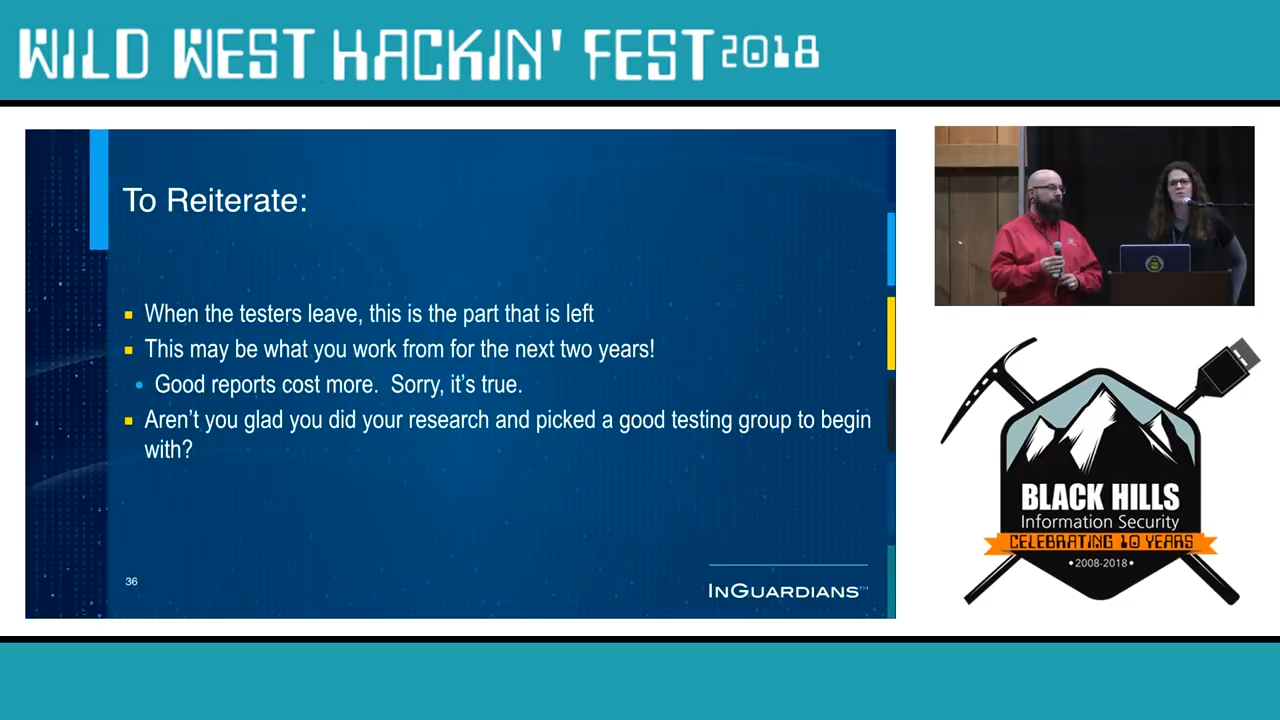 WILD WEST HACKIN' FEST 2018
To Reiterate:
When the testers leave, this is the part that is left
This may be what you work from for the next two years!
Good reports cost more. Sorry, it's true.
Aren't you glad you did your research and picked a good testing group to begin
with?
36
INGUARDIANS™
BLACK HILLS
Information Security
CELEBRATING 10 YEARS
•2008-2018•